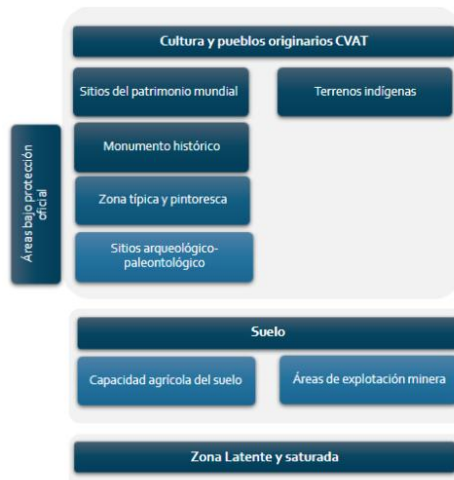 Cultura y pueblos originarios CVAT
Sitios del patrimonio mundial
Terrenos indígenas
Monumento histórico
Zona típica y pintoresca
Sitios arqueológico-
paleontológico
Áreas bajo protección
oficial
Suelo
Capacidad agrícola del suelo
Áreas de explotación minera
Zona Latente y saturada